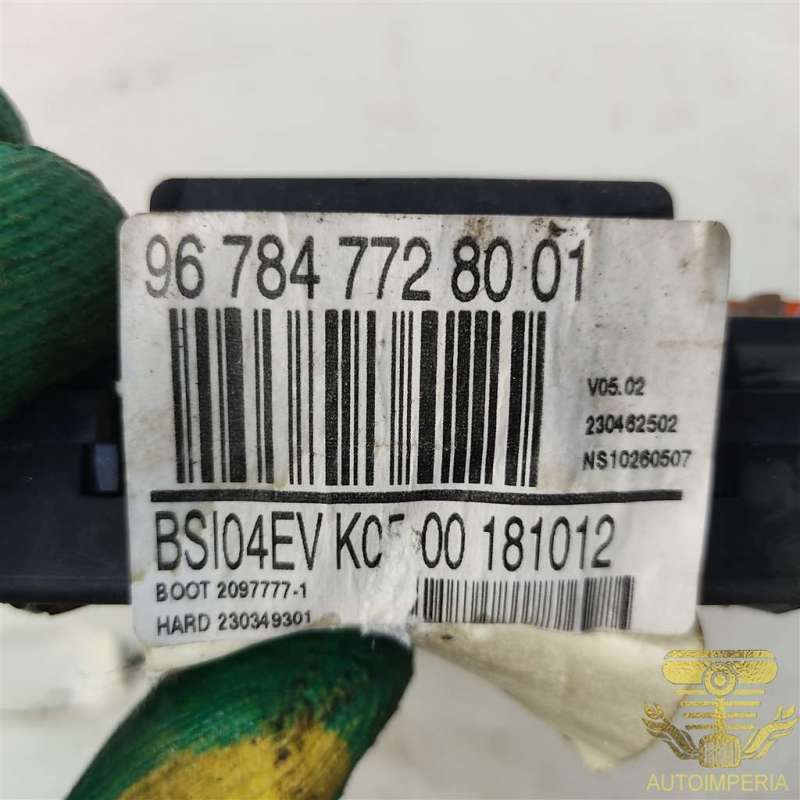 96 784 772 80 01
V05.02
230462502
NS10260507
BSI04EV 00 181012
BOOT 2097777-1
HARD 230349301
AUTOIMPERIA